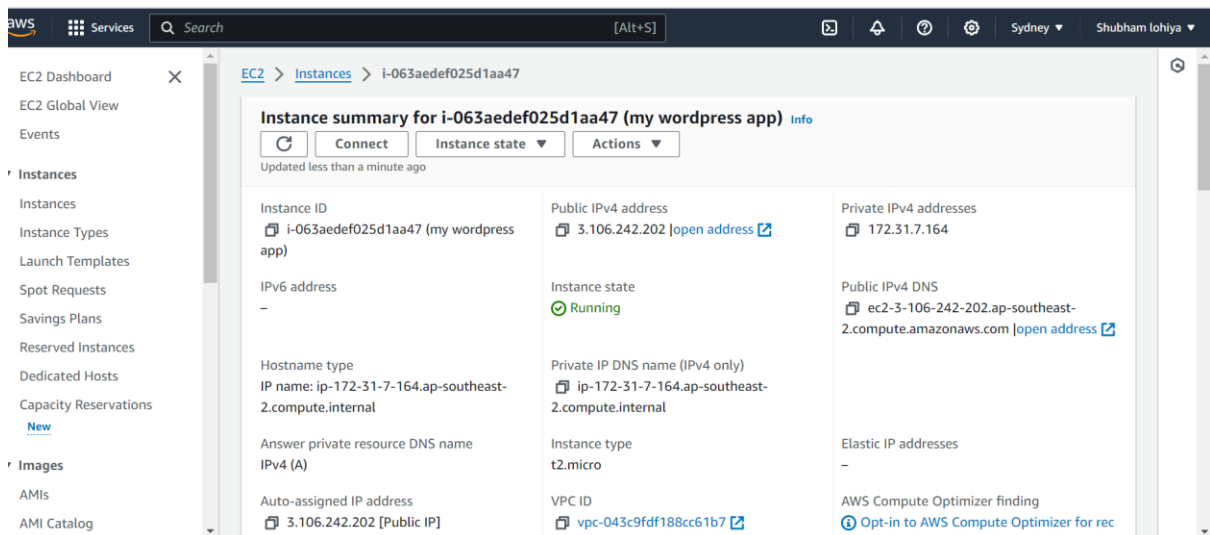 aws
Services
Search
[Alt+S]
Sydney ▼
Shubham lohiya ▼
EC2 Dashboard
EC2 Global View
Events
Instances
Instances
Instance Types
Launch Templates
Spot Requests
Savings Plans
Reserved Instances
Dedicated Hosts
Capacity Reservations
New
Images
AMIs
AMI Catalog
EC2 > Instances > i-063aedef025d1aa47
Instance summary for i-063aedef025d1aa47 (my wordpress app) Info
Connect
Instance state ▼
Actions ▼
Updated less than a minute ago
Instance ID
i-063aedef025d1aa47 (my wordpress
app)
Public IPv4 address
3.106.242.202 |open address
Private IPv4 addresses
172.31.7.164
IPv6 address
–
Instance state
Running
Public IPv4 DNS
ec2-3-106-242-202.ap-southeast-
2.compute.amazonaws.com |open address
Hostname type
IP name: ip-172-31-7-164.ap-southeast-
2.compute.internal
Private IP DNS name (IPv4 only)
ip-172-31-7-164.ap-southeast-
2.compute.internal
Answer private resource DNS name
IPv4 (A)
Instance type
t2.micro
Elastic IP addresses
–
Auto-assigned IP address
3.106.242.202 [Public IP]
VPC ID
vpc-043c9fdf188cc61b7
AWS Compute Optimizer finding
Opt-in to AWS Compute Optimizer for rec